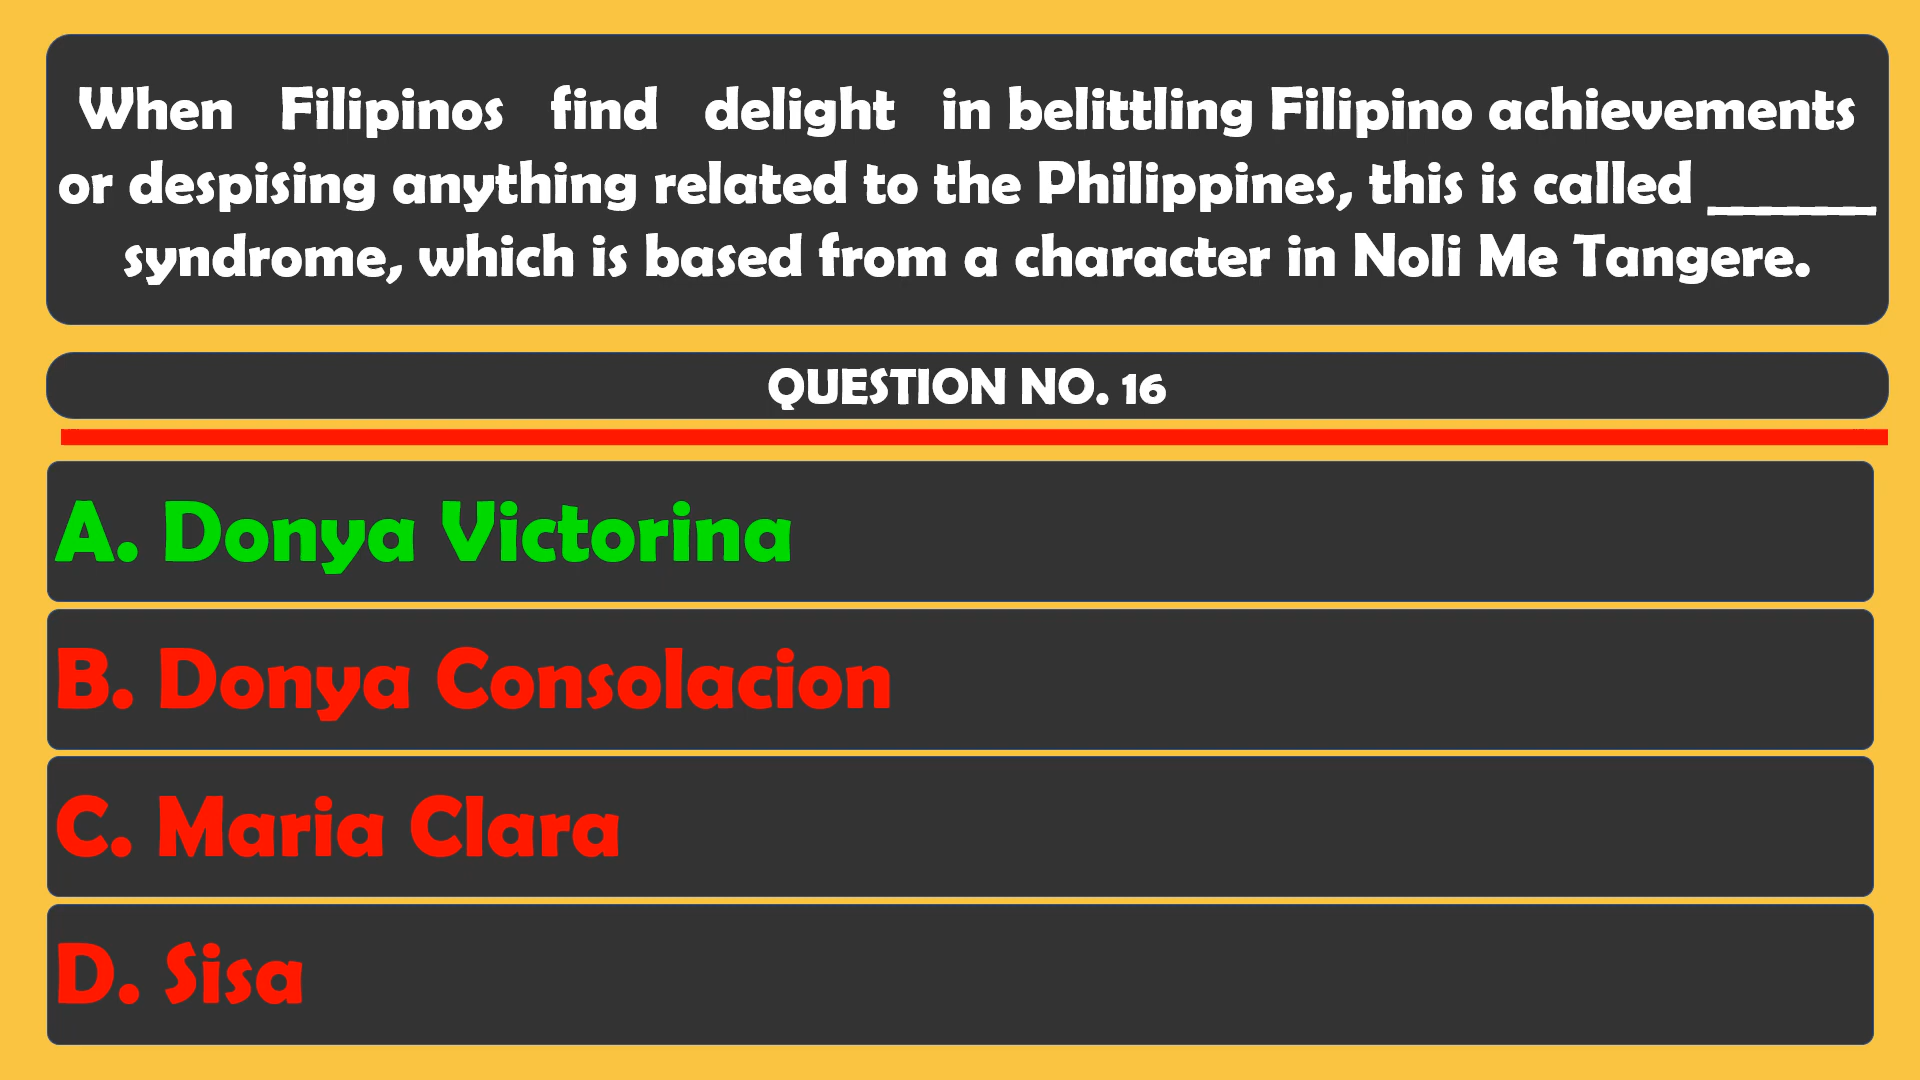 When Filipinos find delight in belittling Filipino achievements
or despising anything related to the Philippines, this is called ______
syndrome, which is based from a character in Noli Me Tangere.
QUESTION NO. 16
A. Donya Victorina
B. Donya Consolacion
C. Maria Clara
D. Sisa